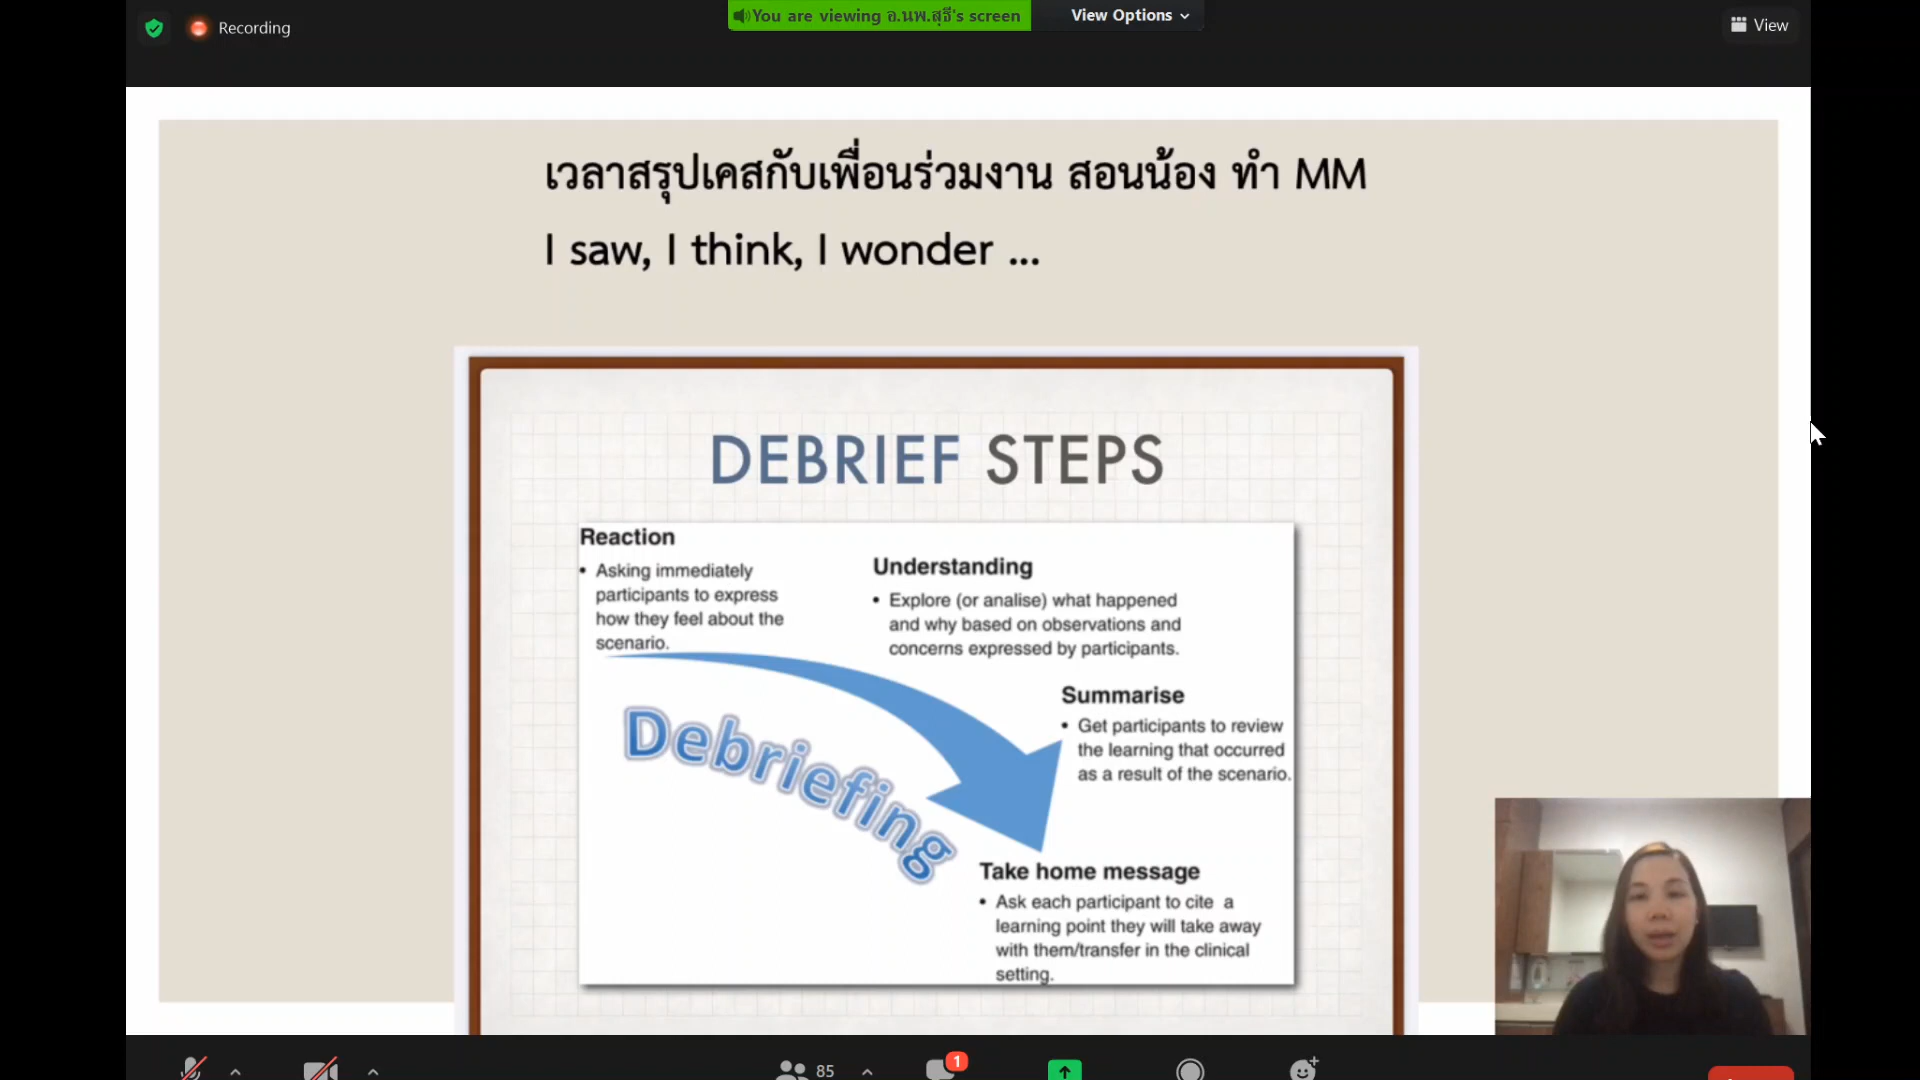 You are viewing อ.นพ.สุธี's screen
View Options
Recording
View
เวลาสรุปเคสกับเพื่อนร่วมงาน สอนน้อง ทำ MM
I saw, I think, I wonder ...
DEBRIEF STEPS
Reaction
• Asking immediately
participants to express
how they feel about the
scenario.
Understanding
• Explore (or analise) what happened
and why based on observations and
concerns expressed by participants.
Summarise
• Get participants to review
the learning that occurred
as a result of the scenario.
Debriefing
Take home message
• Ask each participant to cite a
learning point they will take away
with them/transfer in the clinical
setting.
85
1